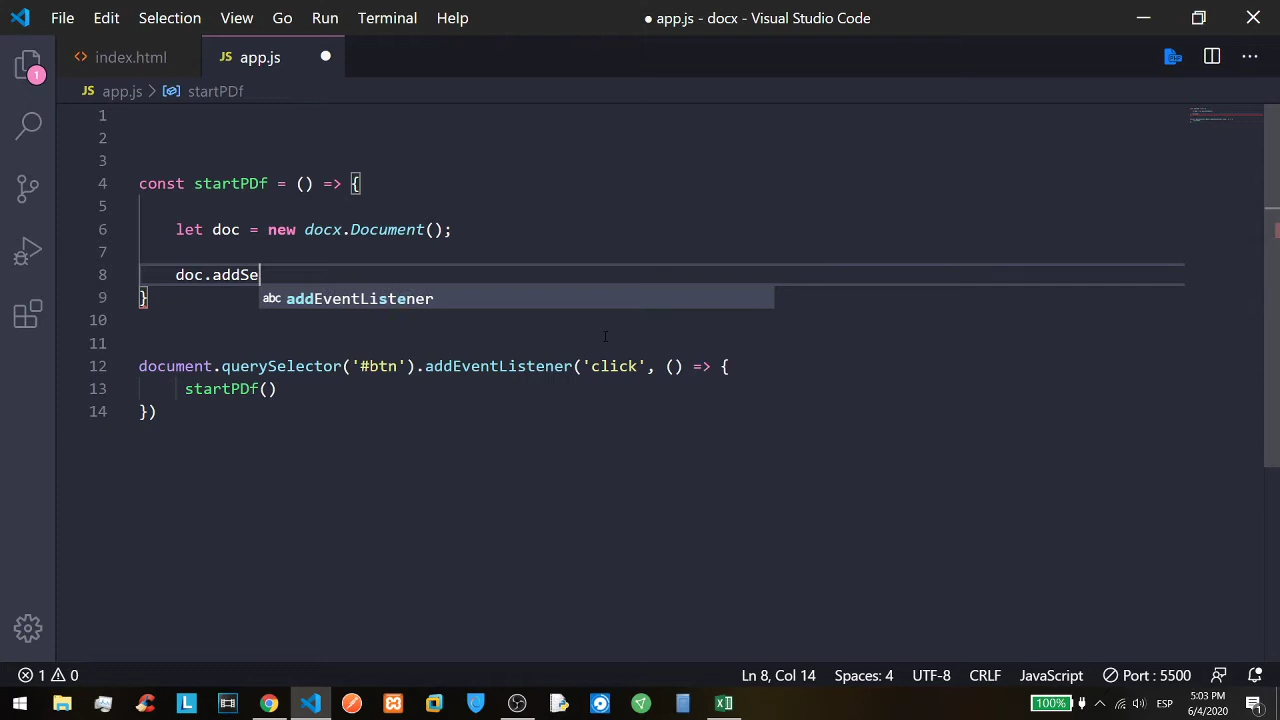 File Edit Selection View Go Run Terminal Help ● app.js - docx - Visual Studio Code
<> index.html JS app.js
JS app.js > startPDf
1
1
2
3
4 const startPDf = () => {
5
6 let doc = new docx.Document();
7
8 doc.addSe
abc addEventListener
9 }
10
11
12 document.querySelector('#btn').addEventListener('click', () => {
13 startPDf()
14 })
1 0 Ln 8, Col 14 Spaces: 4 UTF-8 CRLF JavaScript Port : 5500
L 100% ESP 5:03 PM
6/4/2020